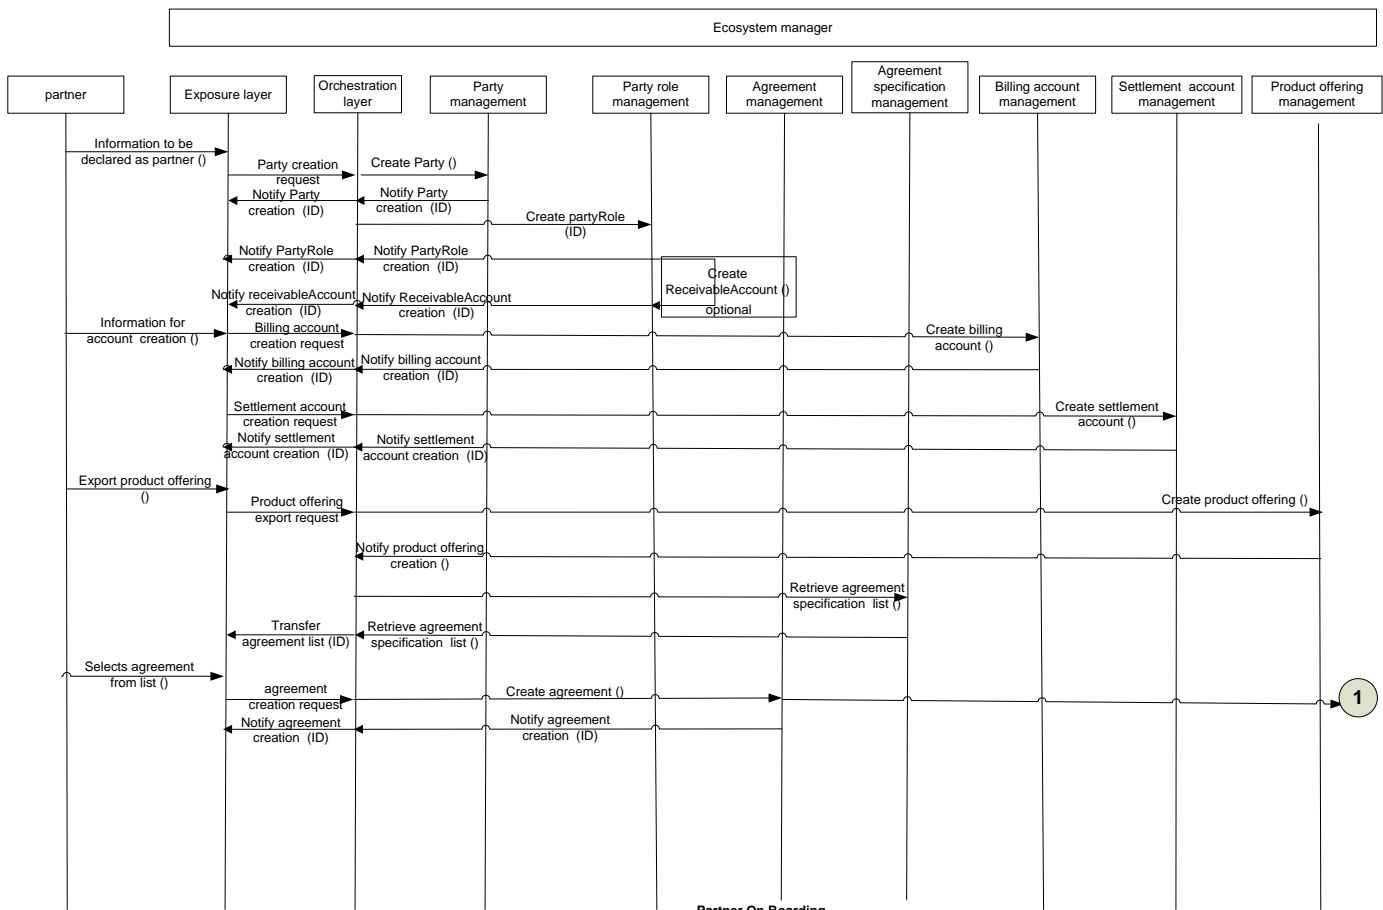 Ecosystem manager
partner
Exposure layer
Orchestration
layer
Party
management
Party role
management
Agreement
management
Agreement
specification
management
Billing account
management
Settlement account
management
Product offering
management
Information to be
declared as partner ()
Party creation
request
Create Party ()
Notify Party
creation (ID)
Notify Party
creation (ID)
Create partyRole
(ID)
Notify PartyRole
creation (ID)
Notify PartyRole
creation (ID)
Create
ReceivableAccount ()
optional
Notify receivableAccount
creation (ID)
Notify ReceivableAccount
creation (ID)
Information for
account creation ()
Billing account
creation request
Create billing
account ()
Notify billing account
creation (ID)
Notify billing account
creation (ID)
Settlement account
creation request
Create settlement
account ()
Notify settlement
account creation (ID)
Notify settlement
account creation (ID)
Export product offering
()
Product offering
export request
Create product offering ()
Notify product offering
creation ()
Retrieve agreement
specification list ()
Transfer
agreement list (ID)
Retrieve agreement
specification list ()
Selects agreement
from list ()
agreement
creation request
Create agreement ()
1
Notify agreement
creation (ID)
Notify agreement
creation (ID)
Partner On Boarding